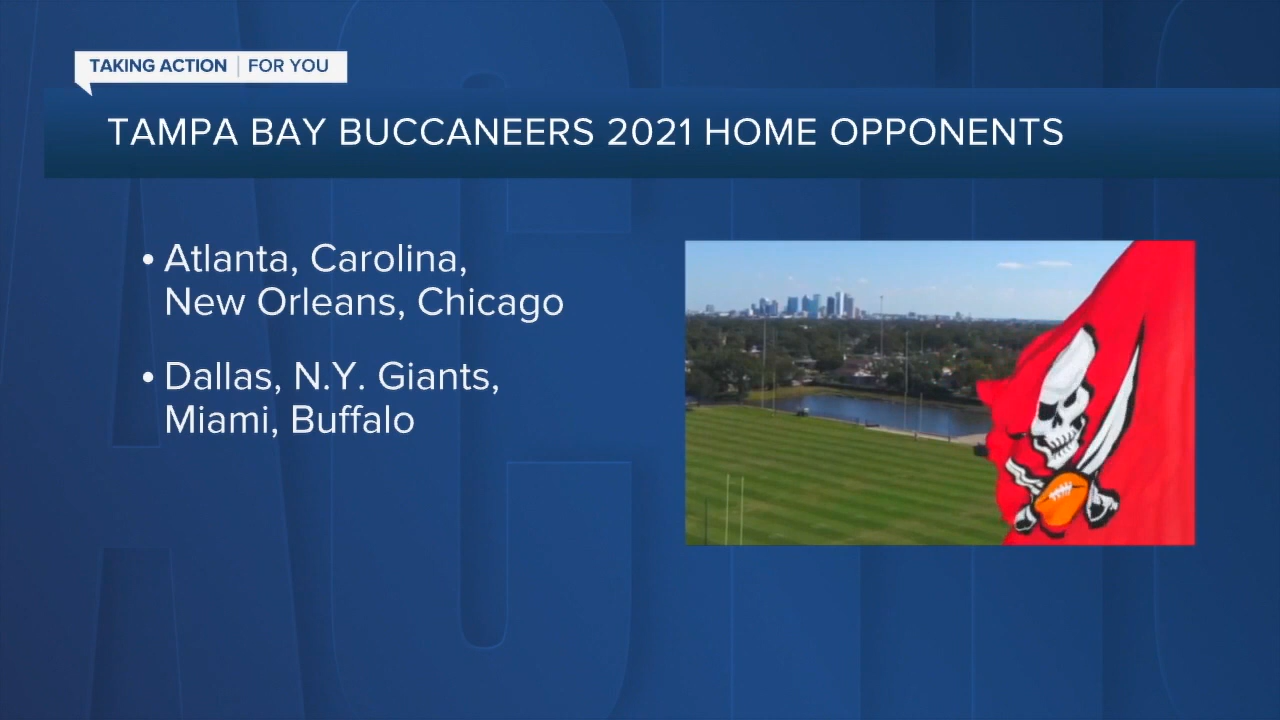 TAKING ACTION | FOR YOU
TAMPA BAY BUCCANEERS 2021 HOME OPPONENTS
• Atlanta, Carolina,
New Orleans, Chicago
• Dallas, N.Y. Giants,
Miami, Buffalo